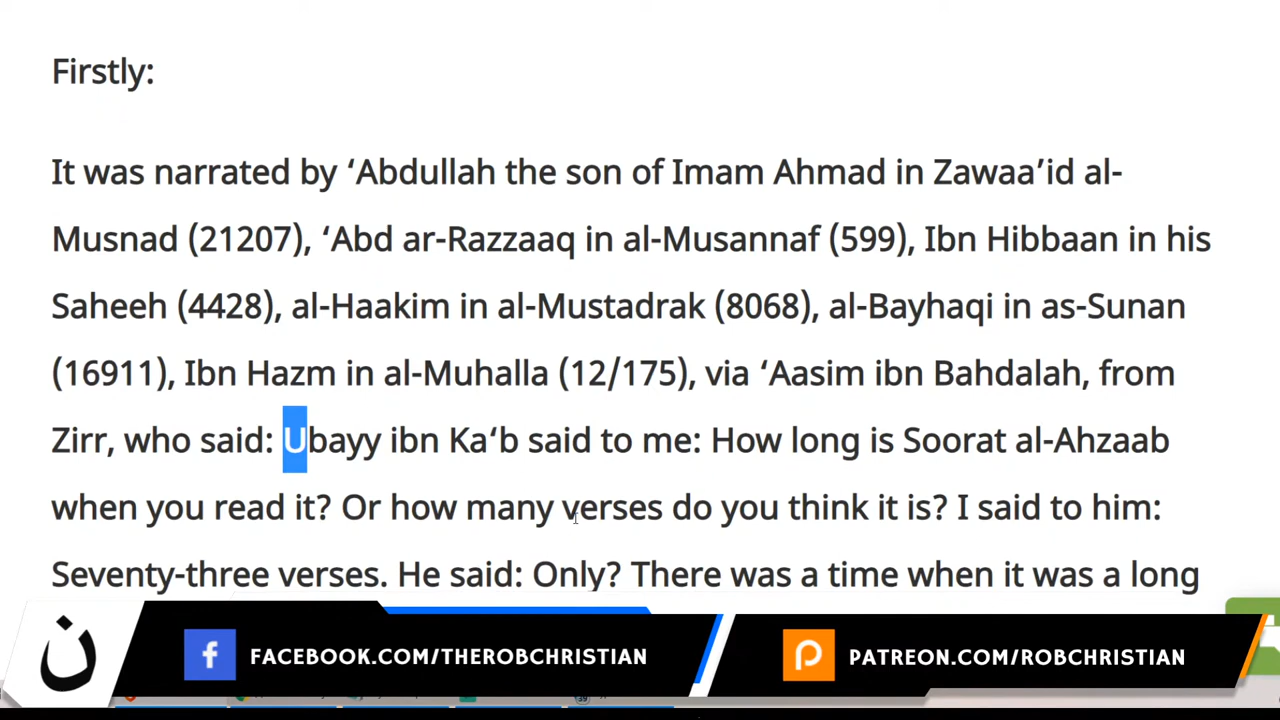 Firstly:
It was narrated by ‘Abdullah the son of Imam Ahmad in Zawaa’id al-
Musnad (21207), ‘Abd ar-Razzaaq in al-Musannaf (599), Ibn Hibbaan in his
Saheeh (4428), al-Haakim in al-Mustadrak (8068), al-Bayhaqi in as-Sunan
(16911), Ibn Hazm in al-Muhalla (12/175), via ‘Aasim ibn Bahdalah, from
Zirr, who said: Ubayy ibn Ka‘b said to me: How long is Soorat al-Ahzaab
when you read it? Or how many verses do you think it is? I said to him:
Seventy-three verses. He said: Only? There was a time when it was a long
ن
f FACEBOOK.COM/THEROBCHRISTIAN
PATREON.COM/ROBCHRISTIAN